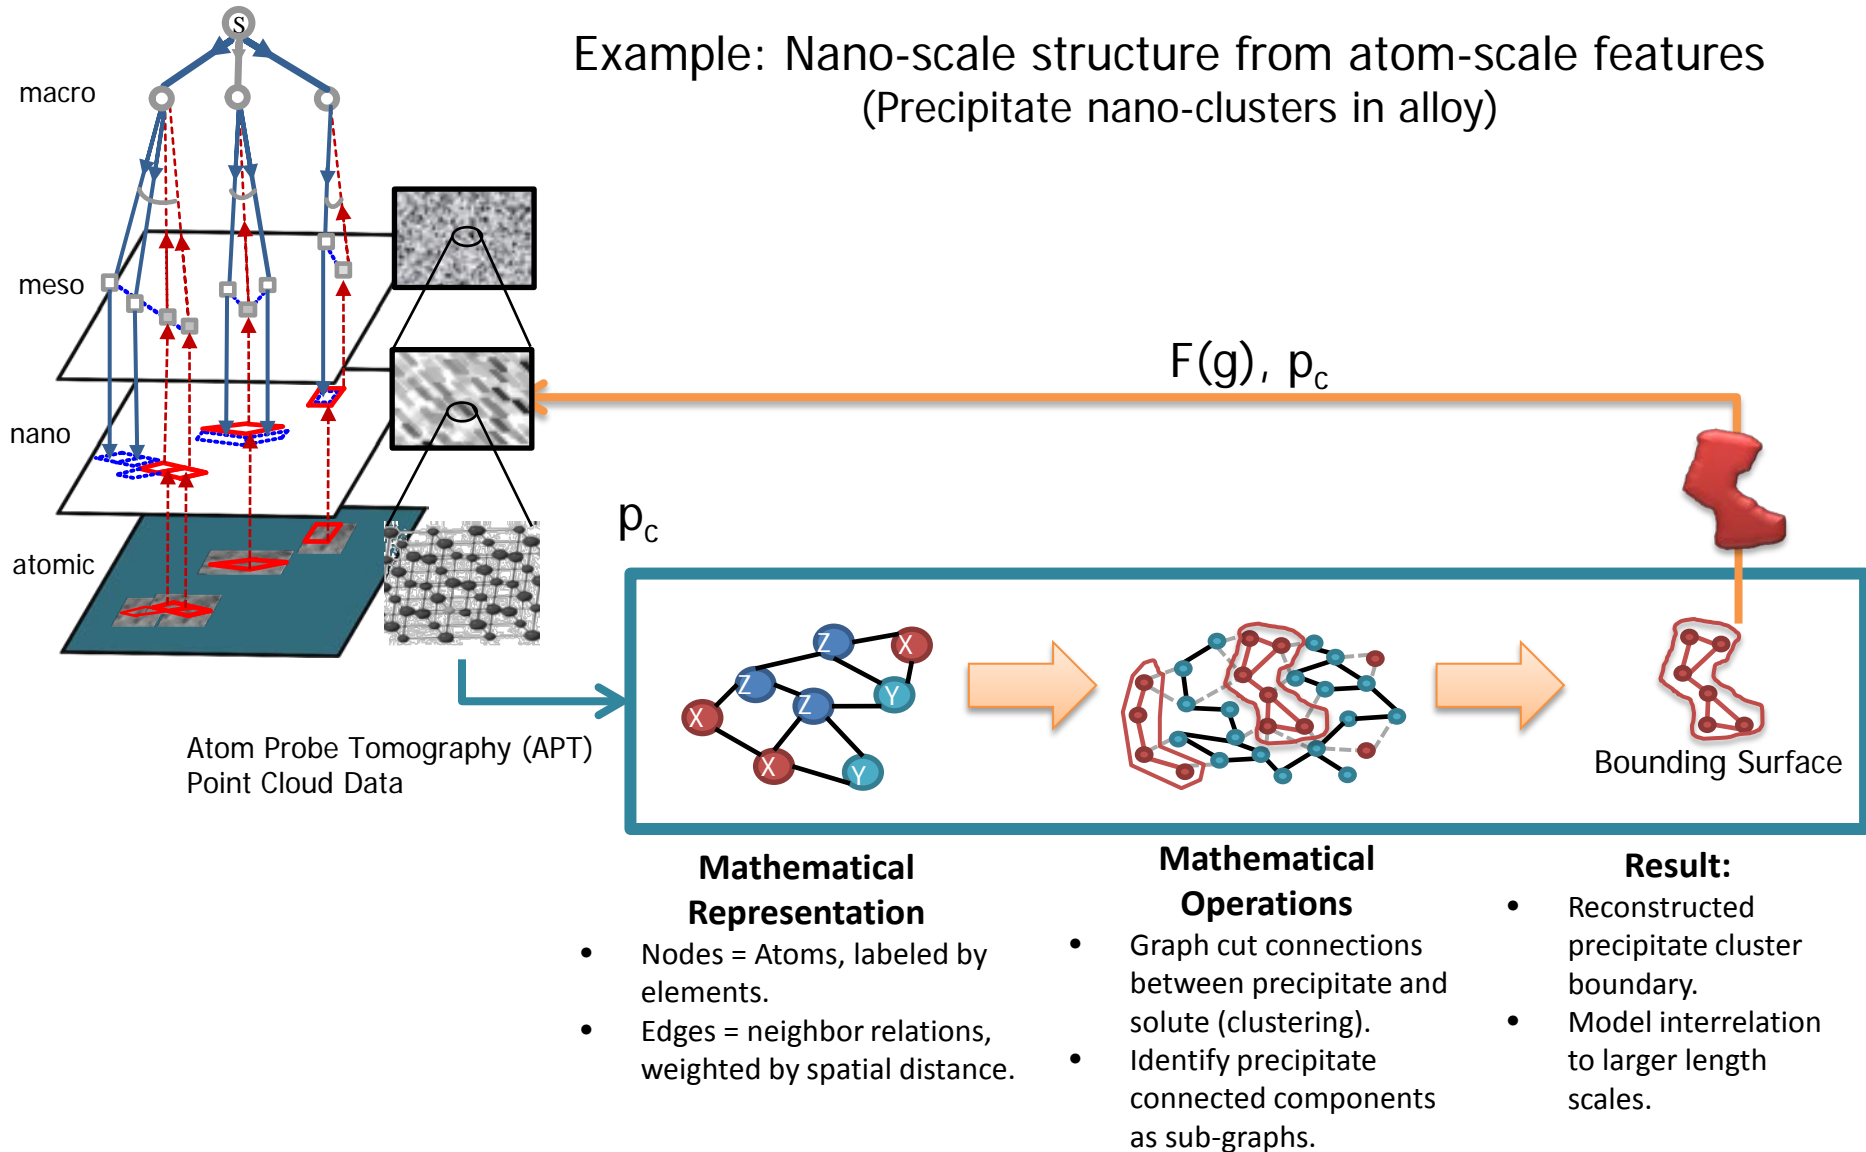 Example: Nano-scale structure from atom-scale features
(Precipitate nano-clusters in alloy)
S
macro
meso
nano
atomic
F(g), pc
pc
Z
X
Z
Y
Z
X
X
Y
Atom Probe Tomography (APT)
Point Cloud Data
Bounding Surface
Mathematical
Representation
• Nodes = Atoms, labeled by
elements.
• Edges = neighbor relations,
weighted by spatial distance.
Mathematical
Operations
• Graph cut connections
between precipitate and
solute (clustering).
• Identify precipitate
connected components
as sub-graphs.
Result:
• Reconstructed
precipitate cluster
boundary.
• Model interrelation
to larger length
scales.